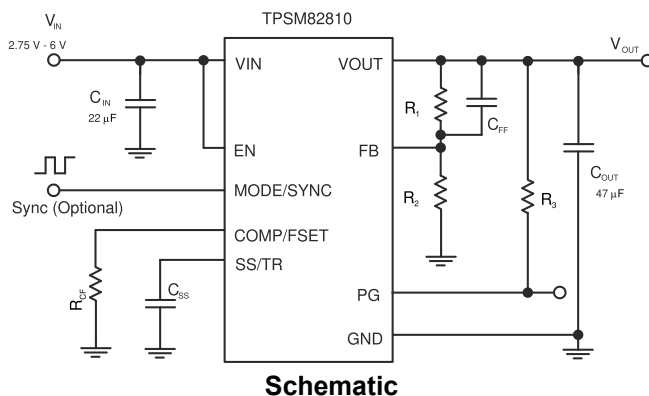 TPSM82810
V_IN
2.75 V - 6 V
V_OUT
VIN
VOUT
C_IN
22 µF
R_1
C_FF
EN
FB
C_OUT
47 µF
MODE/SYNC
Sync (Optional)
R_2
R_3
COMP/FSET
SS/TR
R_CF
C_SS
PG
GND
Schematic